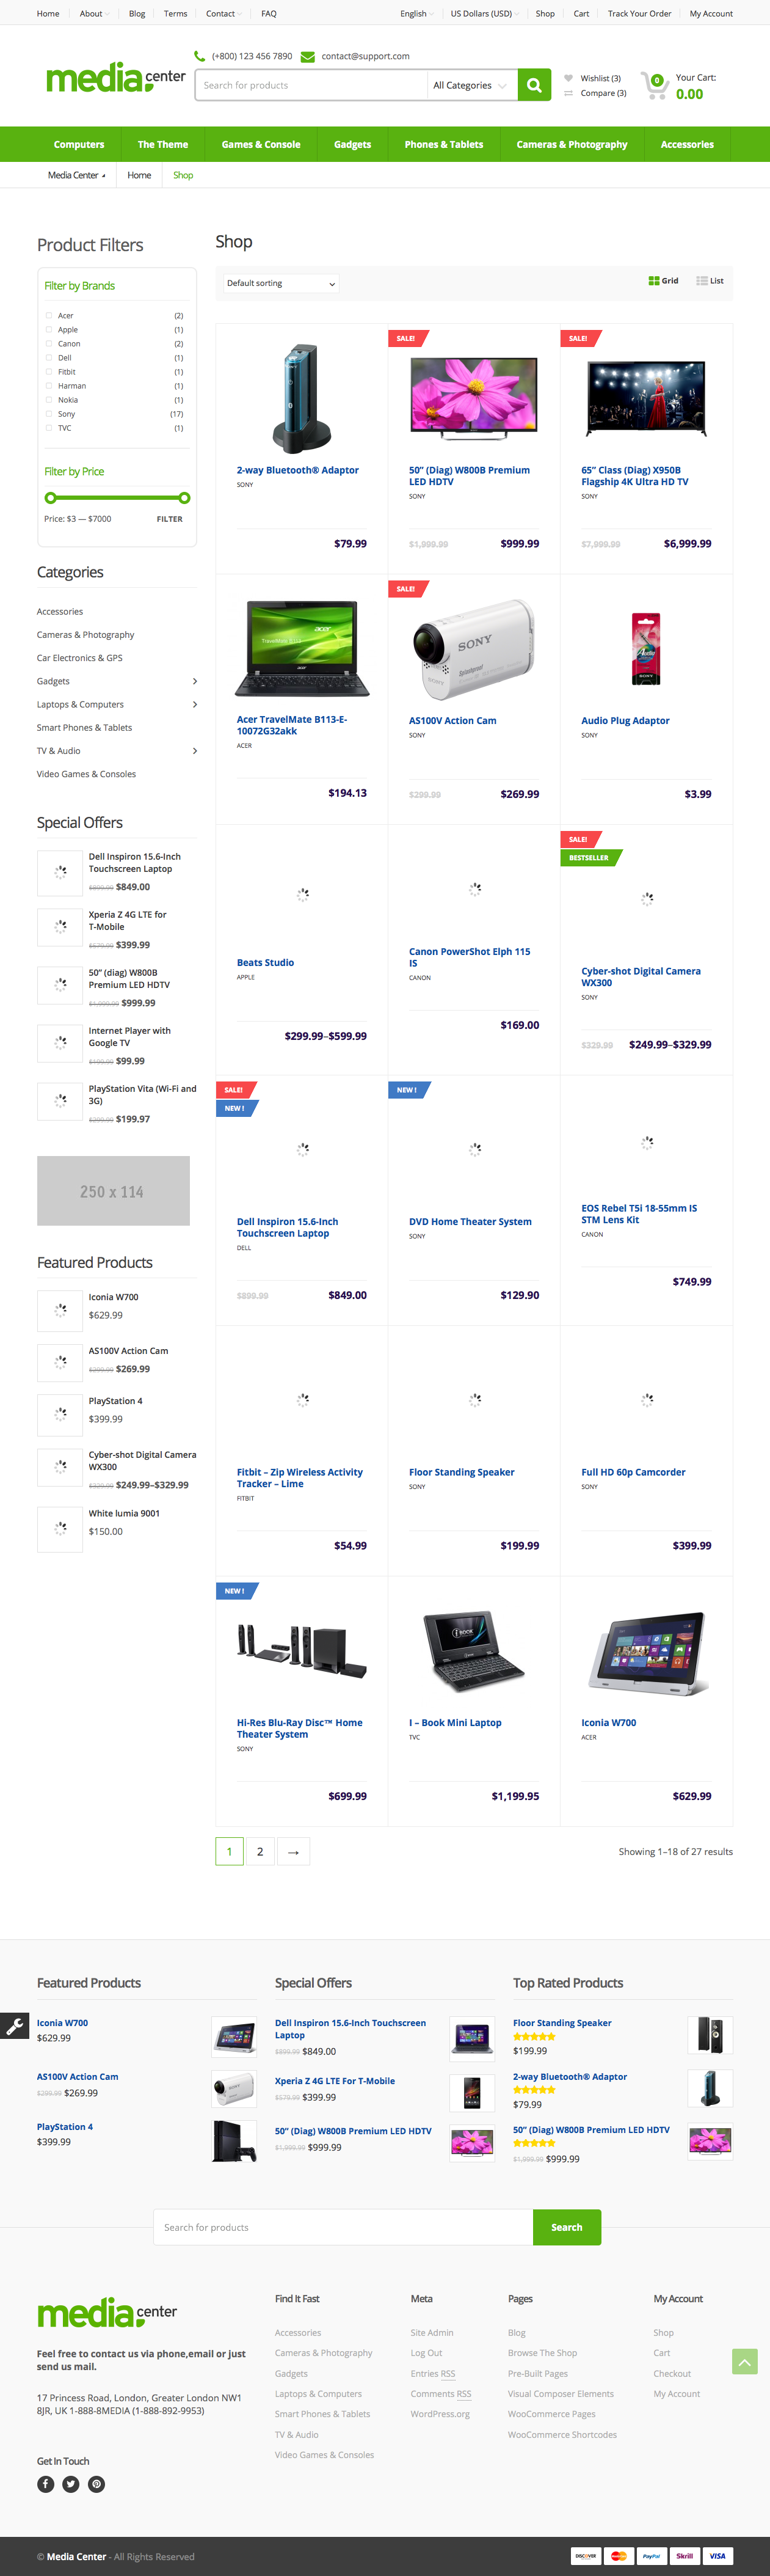 Home About Blog Terms Contact FAQ English US Dollars (USD) Shop Cart Track Your Order My Account
(+800) 123 456 7890 contact@support.com
media center
Search for products All Categories
Wishlist (3)
Compare (3)
0
Your Cart:
0.00
Computers The Theme Games & Console Gadgets Phones & Tablets Cameras & Photography Accessories
Media Center Home Shop
Product Filters
Filter by Brands
Acer (2)
Apple (1)
Canon (2)
Dell (1)
Fitbit (1)
Harman (1)
Nokia (1)
Sony (17)
TVC (1)
Filter by Price
Price: $3 — $7000 FILTER
Categories
Accessories
Cameras & Photography
Car Electronics & GPS
Gadgets
Laptops & Computers
Smart Phones & Tablets
TV & Audio
Video Games & Consoles
Special Offers
Dell Inspiron 15.6-Inch
Touchscreen Laptop
$899.99 $849.00
Xperia Z 4G LTE for
T-Mobile
$579.99 $399.99
50" (diag) W800B
Premium LED HDTV
$1,999.99 $999.99
Internet Player with
Google TV
$199.99 $99.99
PlayStation Vita (Wi-Fi and
3G)
$299.99 $199.97
250 x 114
Featured Products
Iconia W700
$629.99
AS100V Action Cam
$299.99 $269.99
PlayStation 4
$399.99
Cyber-shot Digital Camera
WX300
$329.99 $249.99–$329.99
White lumia 9001
$150.00
Shop
Default sorting Grid List
2-way Bluetooth® Adaptor
SONY
$79.99
SALE!
50" (Diag) W800B Premium
LED HDTV
SONY
$1,999.99 $999.99
SALE!
65" Class (Diag) X950B
Flagship 4K Ultra HD TV
SONY
$7,999.99 $6,999.99
acer
TravelMate B113
Acer TravelMate B113-E-
10072G32akk
ACER
$194.13
SALE!
SONY
AS100V Action Cam
SONY
$299.99 $269.99
Audio
SONY
Audio Plug Adaptor
SONY
$3.99
Beats Studio
APPLE
$299.99–$599.99
Canon PowerShot Elph 115
IS
CANON
$169.00
SALE!
BESTSELLER
Cyber-shot Digital Camera
WX300
SONY
$329.99 $249.99–$329.99
SALE!
NEW !
Dell Inspiron 15.6-Inch
Touchscreen Laptop
DELL
$899.99 $849.00
NEW !
DVD Home Theater System
SONY
$129.90
EOS Rebel T5i 18-55mm IS
STM Lens Kit
CANON
$749.99
Fitbit – Zip Wireless Activity
Tracker – Lime
FITBIT
$54.99
Floor Standing Speaker
SONY
$199.99
Full HD 60p Camcorder
SONY
$399.99
NEW !
Hi-Res Blu-Ray Disc™ Home
Theater System
SONY
$699.99
I BOOK
I – Book Mini Laptop
TVC
$1,199.95
Iconia W700
ACER
$629.99
1 2 →
Showing 1–18 of 27 results
Featured Products
Iconia W700
$629.99
AS100V Action Cam
$299.99 $269.99
PlayStation 4
$399.99
Special Offers
Dell Inspiron 15.6-Inch Touchscreen
Laptop
$899.99 $849.00
Xperia Z 4G LTE For T-Mobile
$579.99 $399.99
50" (Diag) W800B Premium LED HDTV
$1,999.99 $999.99
Top Rated Products
Floor Standing Speaker
$199.99
2-way Bluetooth® Adaptor
$79.99
50" (Diag) W800B Premium LED HDTV
$1,999.99 $999.99
Search for products Search
media center
Feel free to contact us via phone,email or just
send us mail.
17 Princess Road, London, Greater London NW1
8JR, UK 1-888-8MEDIA (1-888-892-9953)
Get In Touch
Find It Fast
Accessories
Cameras & Photography
Gadgets
Laptops & Computers
Smart Phones & Tablets
TV & Audio
Video Games & Consoles
Meta
Site Admin
Log Out
Entries RSS
Comments RSS
WordPress.org
Pages
Blog
Browse The Shop
Pre-Built Pages
Visual Composer Elements
WooCommerce Pages
WooCommerce Shortcodes
My Account
Shop
Cart
Checkout
My Account
© Media Center - All Rights Reserved
DISCOVER MasterCard PayPal Skrill VISA